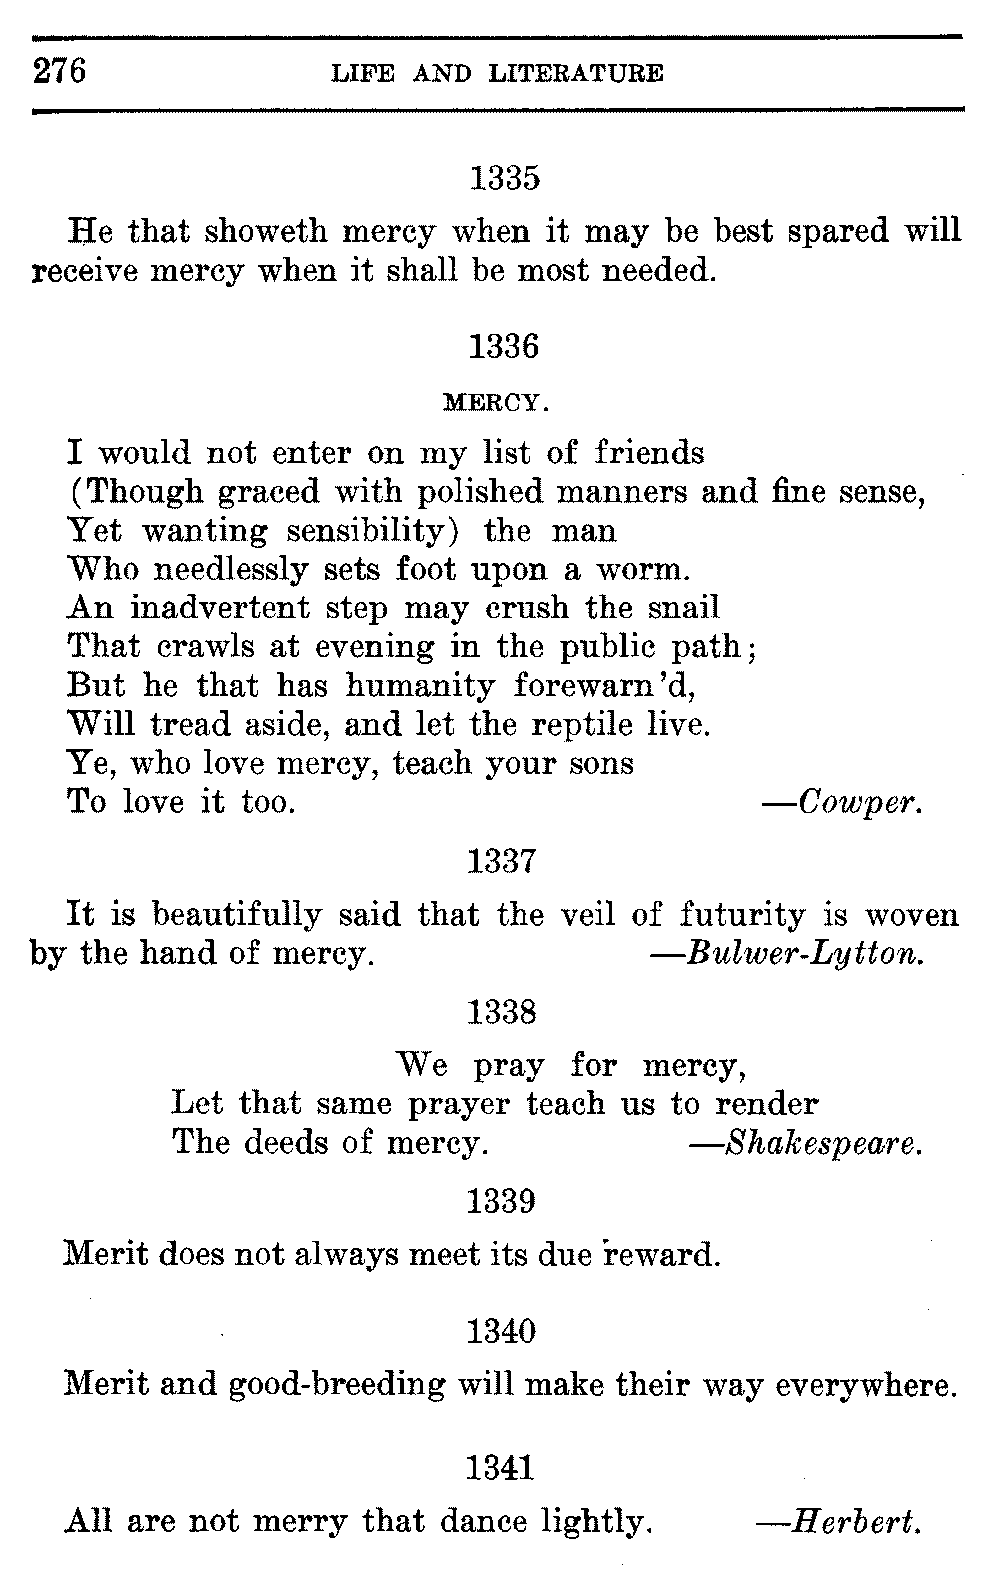 276 LIFE AND LITERATURE
1335
He that showeth mercy when it may be best spared will
receive mercy when it shall be most needed.
1336
MERCY.
I would not enter on my list of friends
(Though graced with polished manners and fine sense,
Yet wanting sensibility) the man
Who needlessly sets foot upon a worm.
An inadvertent step may crush the snail
That crawls at evening in the public path;
But he that has humanity forewarn'd,
Will tread aside, and let the reptile live.
Ye, who love mercy, teach your sons
To love it too. —Cowper.
1337
It is beautifully said that the veil of futurity is woven
by the hand of mercy. —Bulwer-Lytton.
1338
We pray for mercy,
Let that same prayer teach us to render
The deeds of mercy. —Shakespeare.
1339
Merit does not always meet its due reward.
1340
Merit and good-breeding will make their way everywhere.
1341
All are not merry that dance lightly. —Herbert.